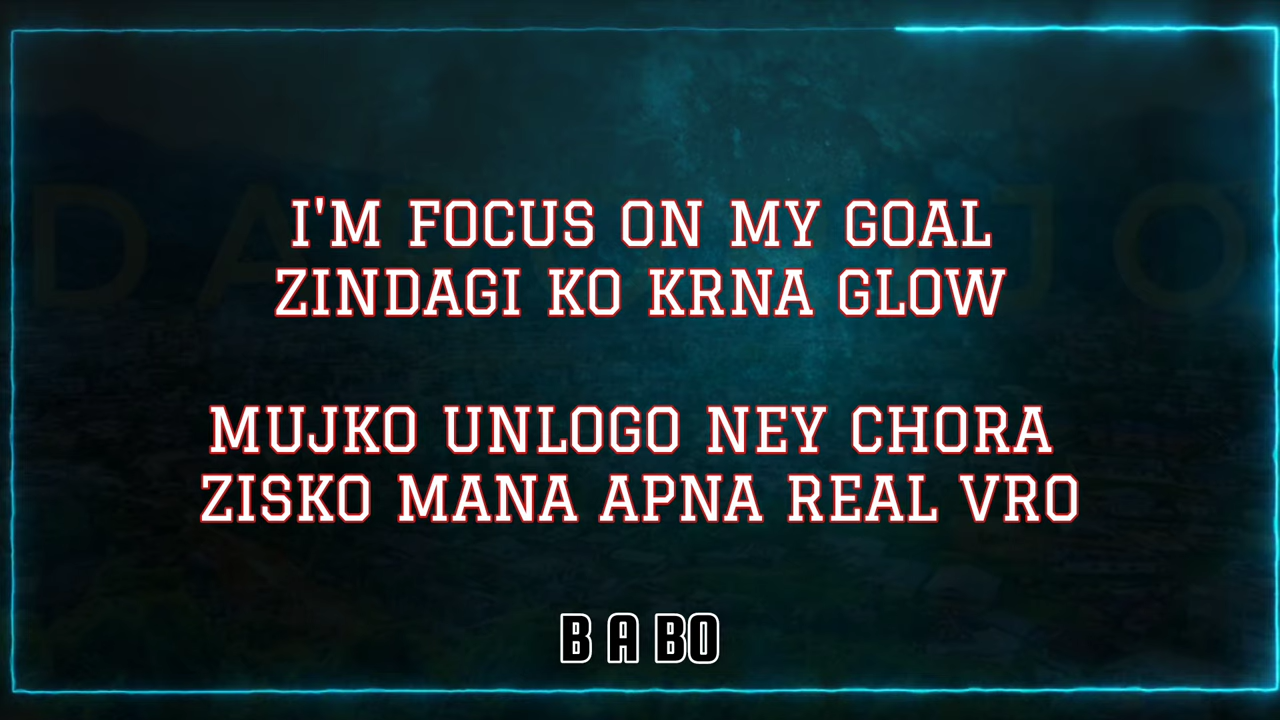 I'M FOCUS ON MY GOAL
ZINDAGI KO KRNA GLOW
MUJKO UNLOGO NEY CHORA
ZISKO MANA APNA REAL VRO
B A BO